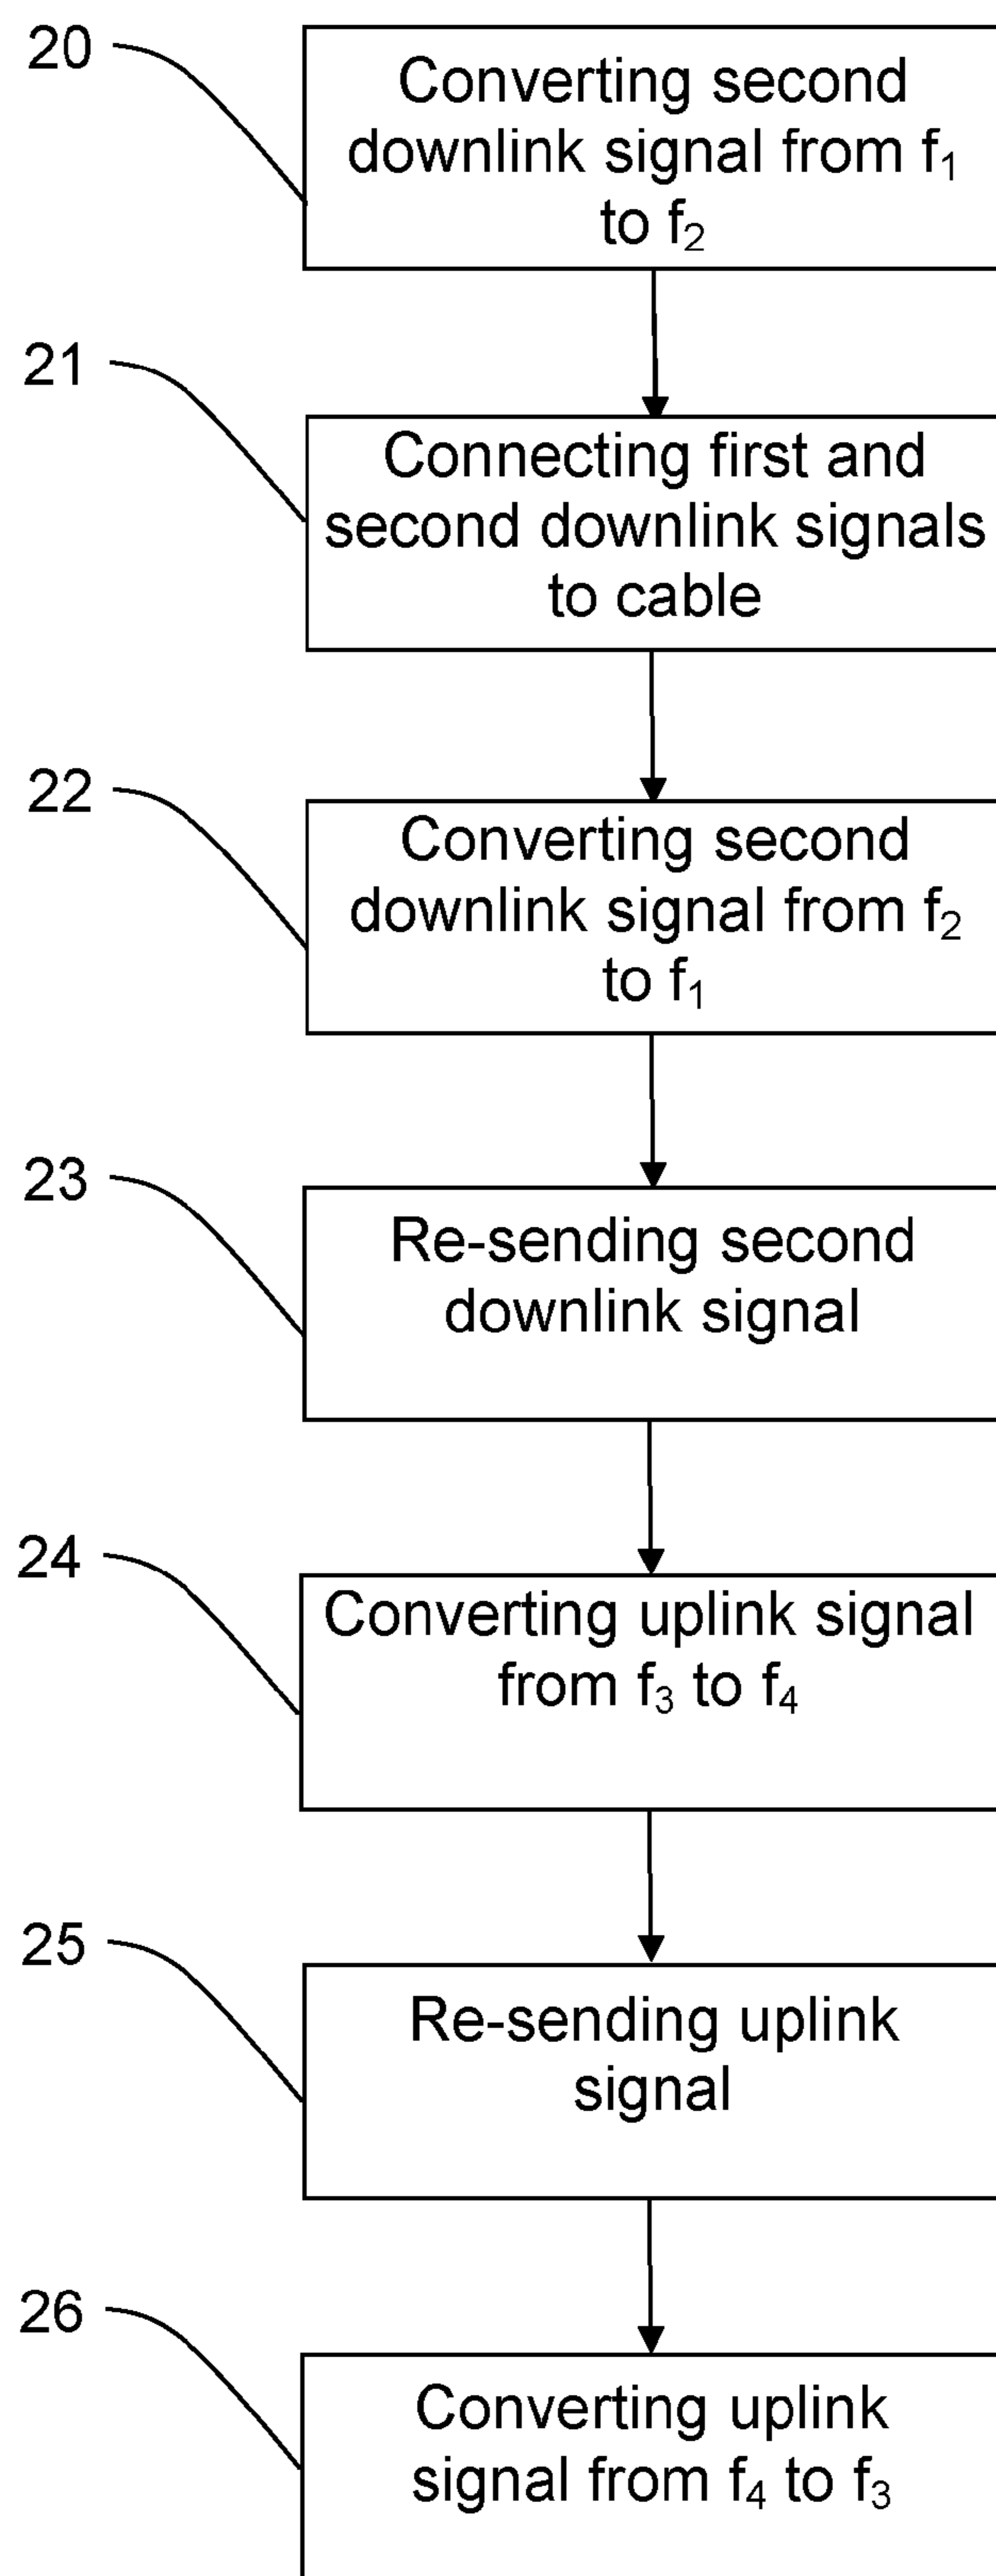 20
Converting second
downlink signal from f₁
to f₂
21
Connecting first and
second downlink signals
to cable
22
Converting second
downlink signal from f₂
to f₁
23
Re-sending second
downlink signal
24
Converting uplink signal
from f₃ to f₄
25
Re-sending uplink
signal
26
Converting uplink
signal from f₄ to f₃